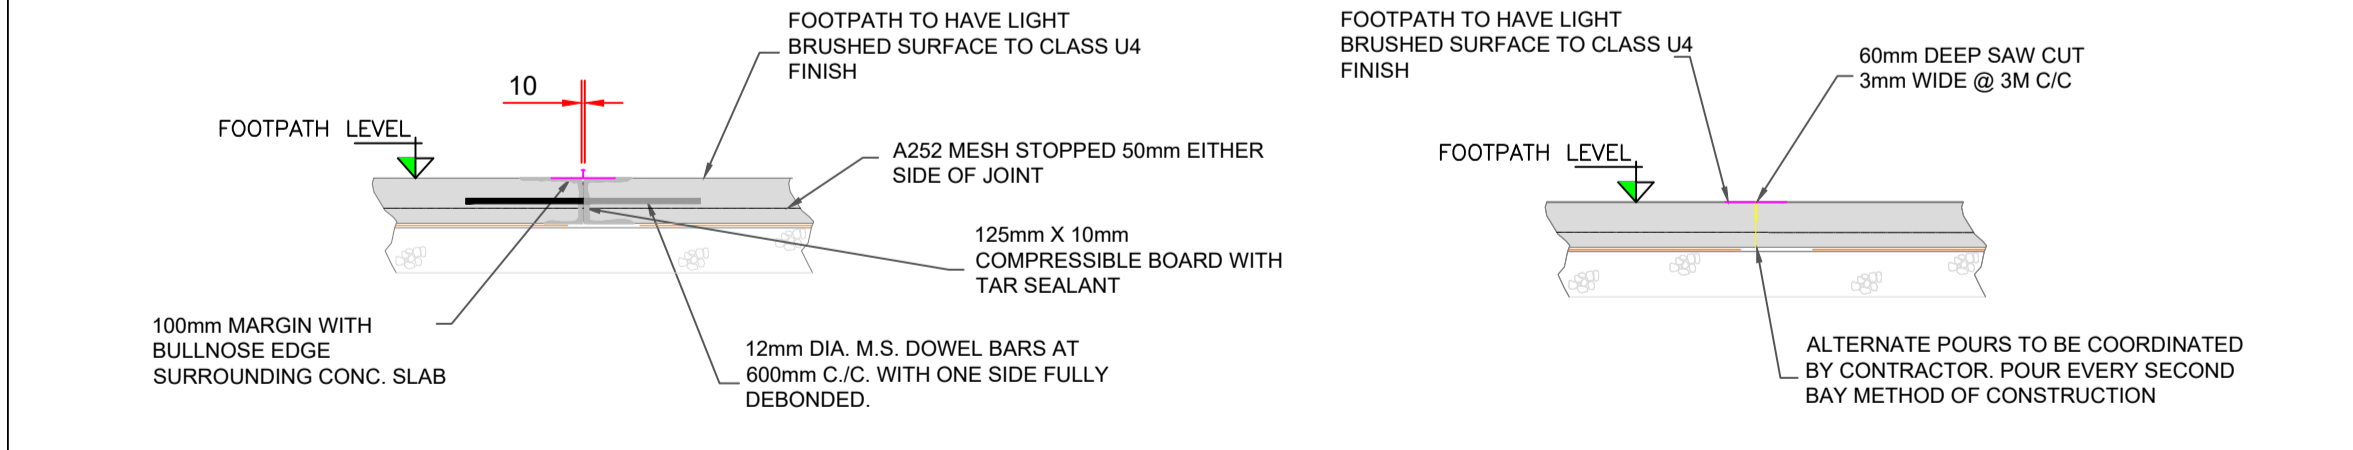 FOOTPATH TO HAVE LIGHT
BRUSHED SURFACE TO CLASS U4
FINISH
10
FOOTPATH LEVEL
A252 MESH STOPPED 50mm EITHER
SIDE OF JOINT
125mm X 10mm
COMPRESSIBLE BOARD WITH
TAR SEALANT
100mm MARGIN WITH
BULLNOSE EDGE
SURROUNDING CONC. SLAB
12mm DIA. M.S. DOWEL BARS AT
600mm C./C. WITH ONE SIDE FULLY
DEBONDED.
FOOTPATH TO HAVE LIGHT
BRUSHED SURFACE TO CLASS U4
FINISH
60mm DEEP SAW CUT
3mm WIDE @ 3M C/C
FOOTPATH LEVEL
ALTERNATE POURS TO BE COORDINATED
BY CONTRACTOR. POUR EVERY SECOND
BAY METHOD OF CONSTRUCTION